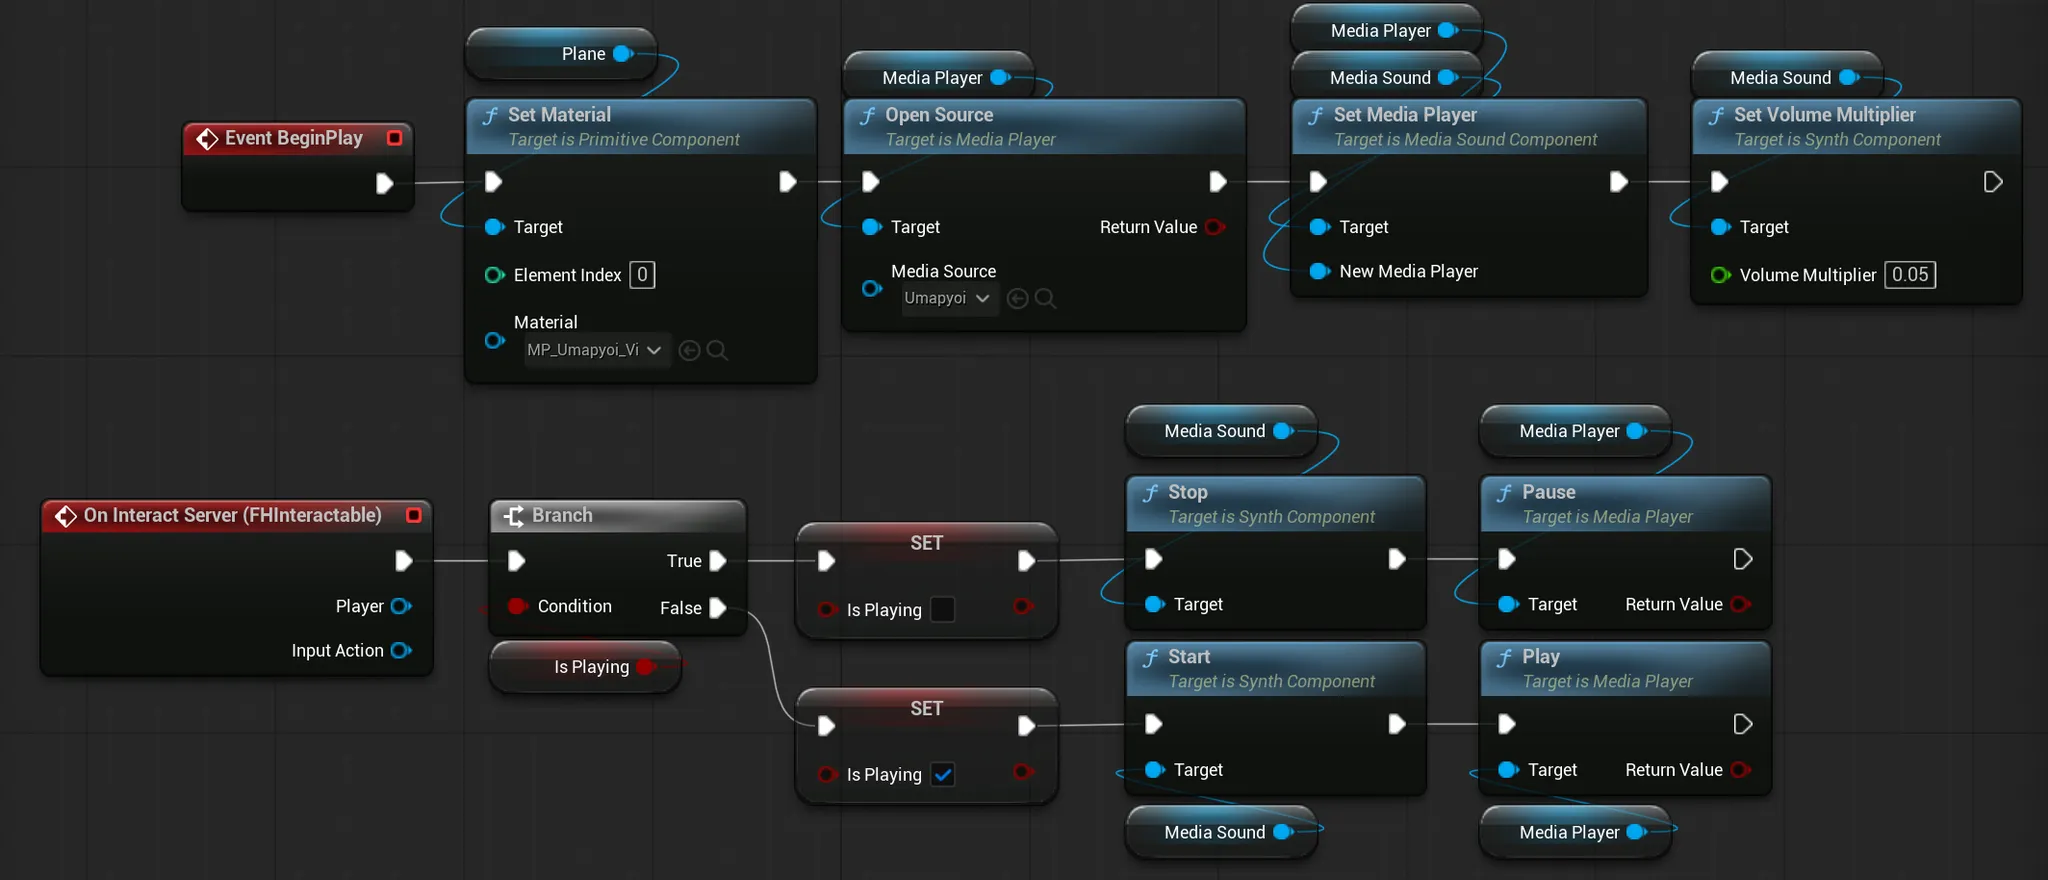 Event BeginPlay
Plane
Set Material
Target is Primitive Component
Target
Element Index 0
Material
MP_Umapyoi_Vi
Media Player
Open Source
Target is Media Player
Target
Return Value
Media Source
Umapyoi
Media Player
Media Sound
Set Media Player
Target is Media Sound Component
Target
New Media Player
Media Sound
Set Volume Multiplier
Target is Synth Component
Target
Volume Multiplier 0.05
On Interact Server (FHInteractable)
Player
Input Action
Branch
True
Condition
False
Is Playing
SET
Is Playing
SET
Is Playing
Media Sound
Stop
Target is Synth Component
Target
Media Player
Pause
Target is Media Player
Target
Return Value
Start
Target is Synth Component
Target
Media Sound
Play
Target is Media Player
Target
Return Value
Media Player